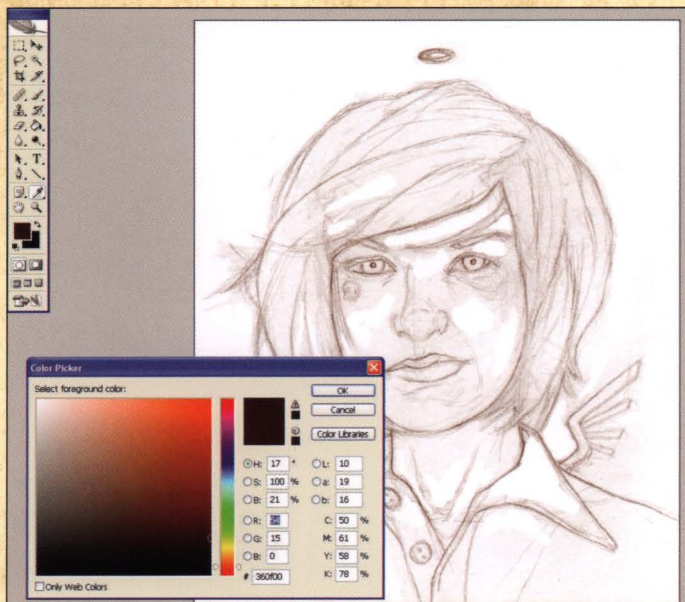 Color Picker
Select foreground color:
OK
Cancel
Color Libraries
H: 17 °
S: 100 %
B: 21 %
R: 54
G: 15
B: 0
# 360f00
L: 10
a: 19
b: 16
C: 50 %
M: 61 %
Y: 58 %
K: 78 %
Only Web Colors
T